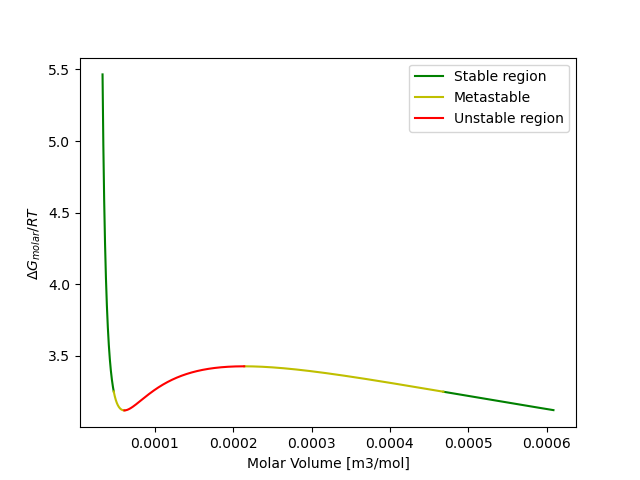 Stable region
Metastable
Unstable region
5.5
5.0
4.5
4.0
3.5
ΔG_molar/RT
0.0001 0.0002 0.0003 0.0004 0.0005 0.0006
Molar Volume [m3/mol]